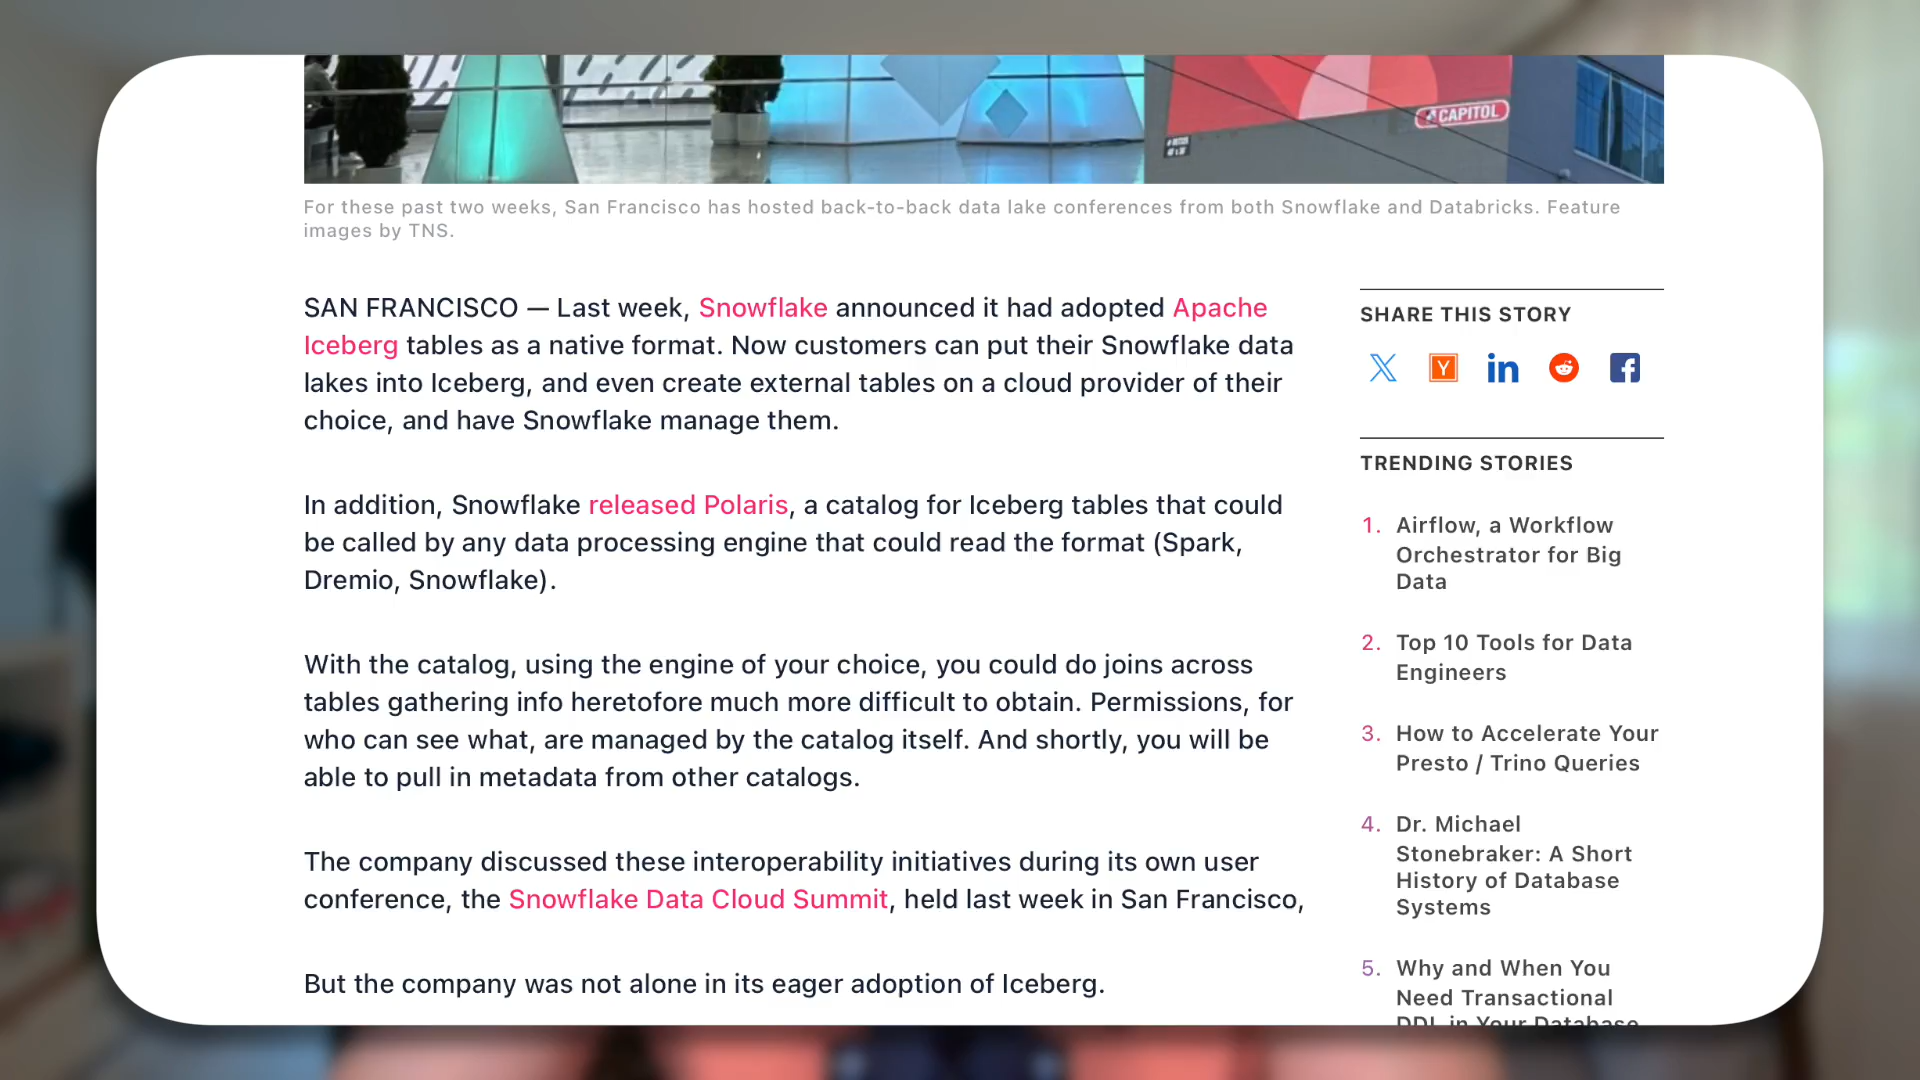 CAPITOL
For these past two weeks, San Francisco has hosted back-to-back data lake conferences from both Snowflake and Databricks. Feature
images by TNS.
SAN FRANCISCO — Last week, Snowflake announced it had adopted Apache
Iceberg tables as a native format. Now customers can put their Snowflake data
lakes into Iceberg, and even create external tables on a cloud provider of their
choice, and have Snowflake manage them.
In addition, Snowflake released Polaris, a catalog for Iceberg tables that could
be called by any data processing engine that could read the format (Spark,
Dremio, Snowflake).
With the catalog, using the engine of your choice, you could do joins across
tables gathering info heretofore much more difficult to obtain. Permissions, for
who can see what, are managed by the catalog itself. And shortly, you will be
able to pull in metadata from other catalogs.
The company discussed these interoperability initiatives during its own user
conference, the Snowflake Data Cloud Summit, held last week in San Francisco,
But the company was not alone in its eager adoption of Iceberg.
SHARE THIS STORY
TRENDING STORIES
1. Airflow, a Workflow
Orchestrator for Big
Data
2. Top 10 Tools for Data
Engineers
3. How to Accelerate Your
Presto / Trino Queries
4. Dr. Michael
Stonebraker: A Short
History of Database
Systems
5. Why and When You
Need Transactional
DDL in Your Database